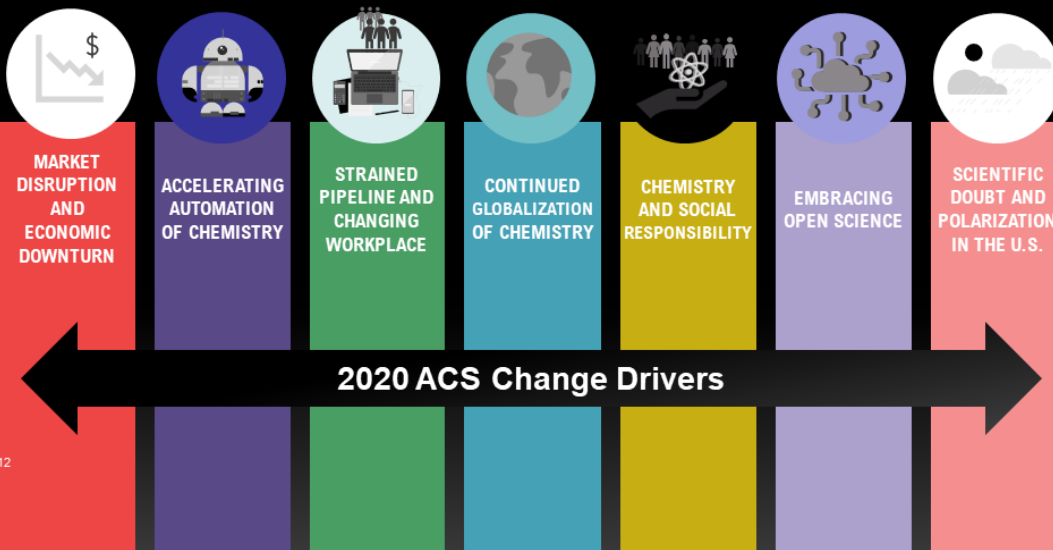 $
MARKET
DISRUPTION
AND
ECONOMIC
DOWNTURN
ACCELERATING
AUTOMATION
OF CHEMISTRY
STRAINED
PIPELINE AND
CHANGING
WORKPLACE
CONTINUED
GLOBALIZATION
OF CHEMISTRY
CHEMISTRY
AND SOCIAL
RESPONSIBILITY
EMBRACING
OPEN SCIENCE
SCIENTIFIC
DOUBT AND
POLARIZATION
IN THE U.S.
2020 ACS Change Drivers
12